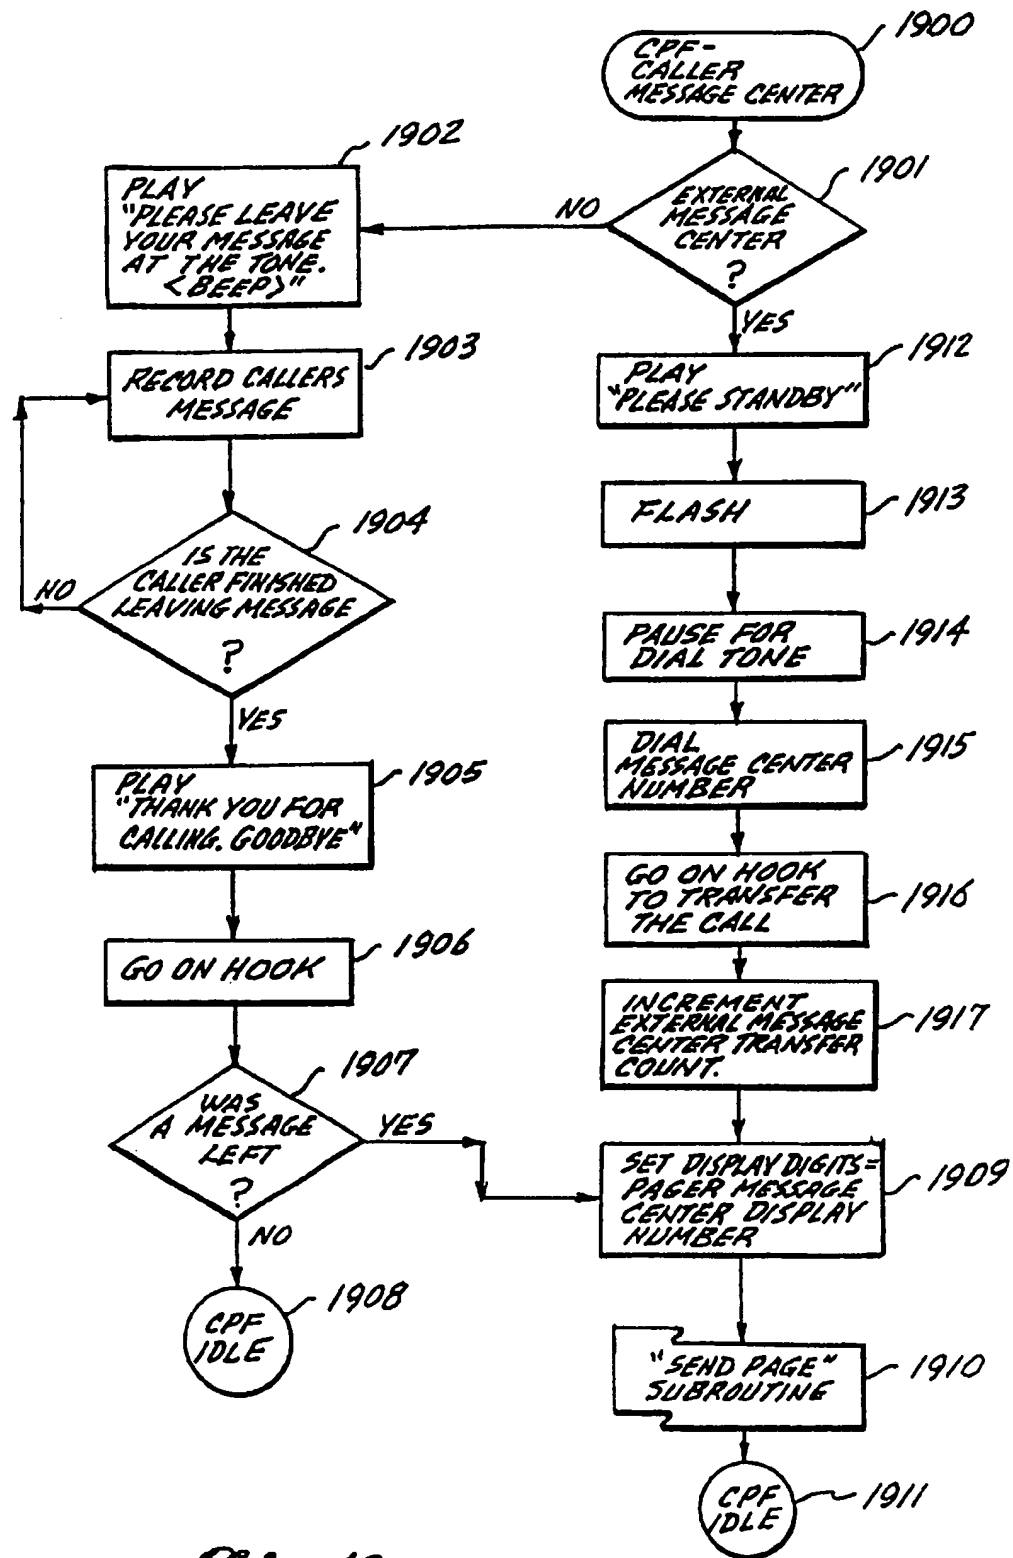 1900
CPF-
CALLER
MESSAGE CENTER
1901
EXTERNAL
MESSAGE
CENTER
?
NO
YES
1902
PLAY
"PLEASE LEAVE
YOUR MESSAGE
AT THE TONE.
<BEEP>"
1903
RECORD CALLERS
MESSAGE
1904
IS THE
CALLER FINISHED
LEAVING MESSAGE
?
NO
YES
1905
PLAY
"THANK YOU FOR
CALLING. GOODBYE"
1906
GO ON HOOK
1907
WAS
A MESSAGE
LEFT
?
YES
NO
1908
CPF
IDLE
1912
PLAY
"PLEASE STANDBY"
1913
FLASH
1914
PAUSE FOR
DIAL TONE
1915
DIAL
MESSAGE CENTER
NUMBER
1916
GO ON HOOK
TO TRANSFER
THE CALL
1917
INCREMENT
EXTERNAL MESSAGE
CENTER TRANSFER
COUNT.
1909
SET DISPLAY DIGITS=
PAGER MESSAGE
CENTER DISPLAY
NUMBER
1910
"SEND PAGE"
SUBROUTINE
1911
CPF
IDLE